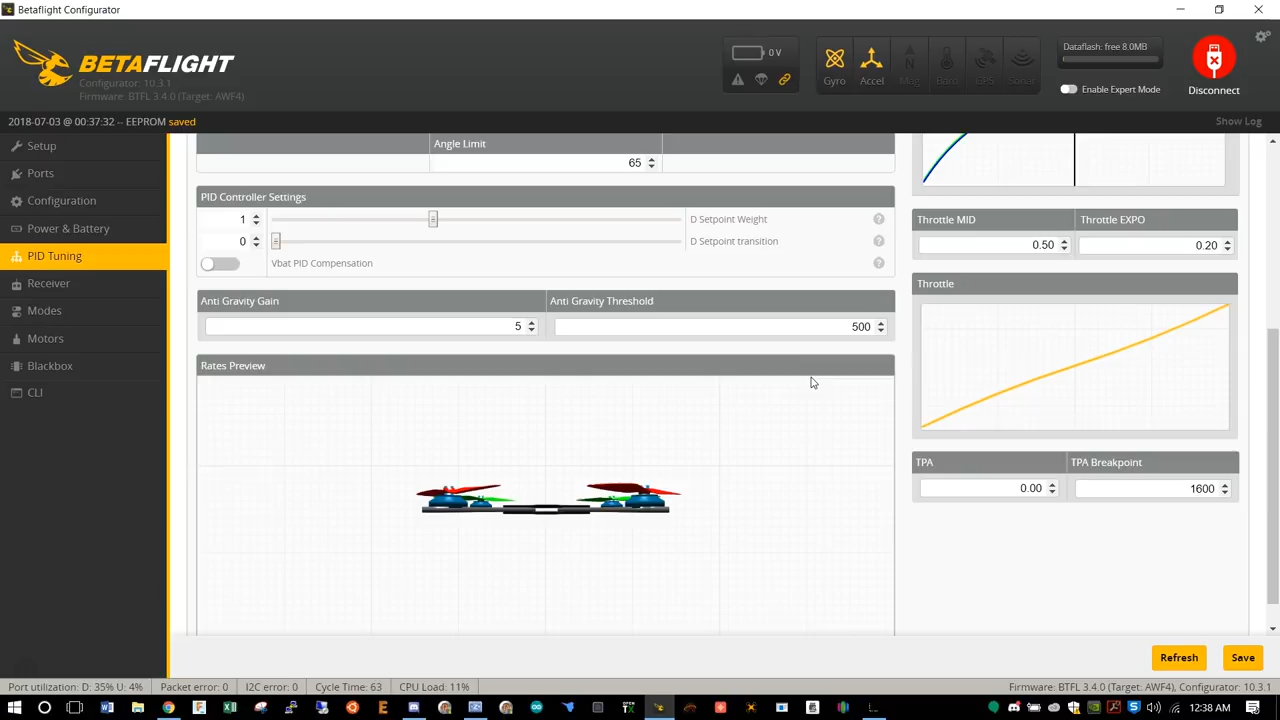 Betaflight Configurator
BETAFLIGHT
Configurator: 10.3.1
Firmware: BTFL 3.4.0 (Target: AWF4)
0 V
Gyro
Accel
Mag
Baro
GPS
Sonar
Dataflash: free 8.0MB
Enable Expert Mode
Disconnect
2018-07-03 @ 00:37:32 -- EEPROM saved
Show Log
Setup
Ports
Configuration
Power & Battery
PID Tuning
Receiver
Modes
Motors
Blackbox
CLI
Angle Limit
65
PID Controller Settings
1
D Setpoint Weight
0
D Setpoint transition
Vbat PID Compensation
Anti Gravity Gain
Anti Gravity Threshold
5
500
Rates Preview
Throttle MID
Throttle EXPO
0.50
0.20
Throttle
TPA
TPA Breakpoint
0.00
1600
Refresh
Save
Port utilization: D: 35% U: 4%
Packet error: 0
I2C error: 0
Cycle Time: 63
CPU Load: 11%
Firmware: BTFL 3.4.0 (Target: AWF4), Configurator: 10.3.1
12:38 AM